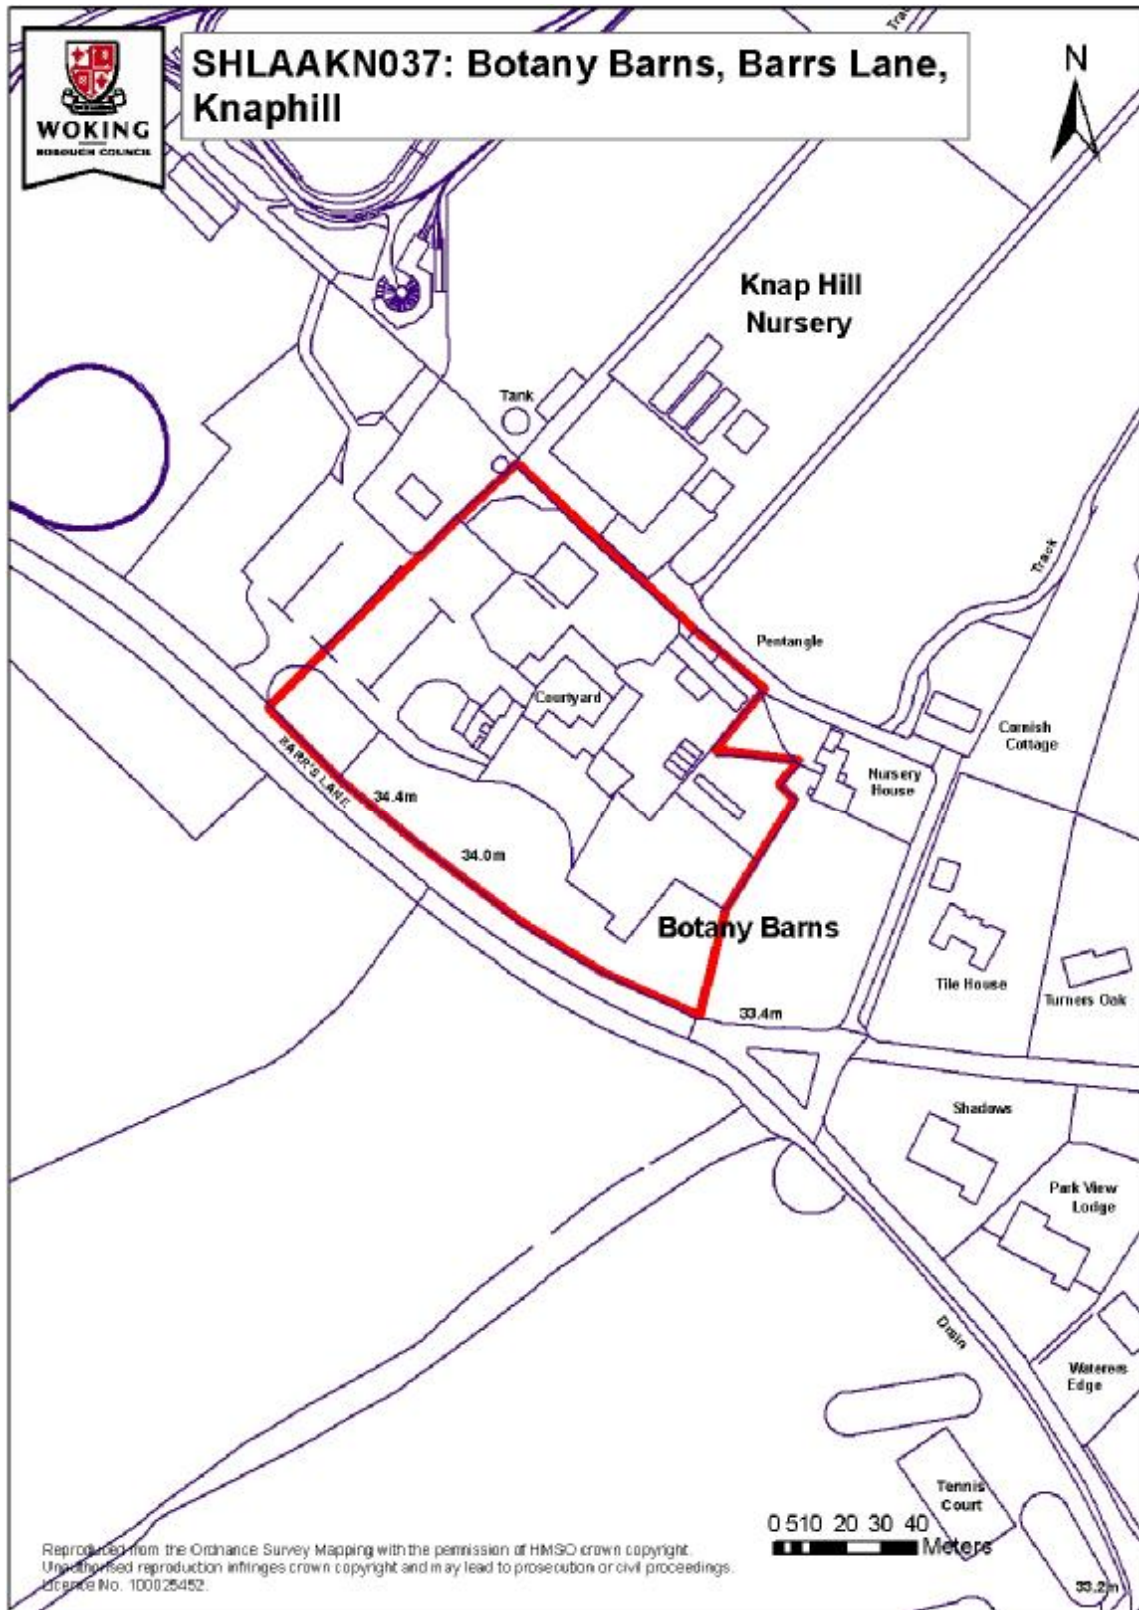 SHLAAKN037: Botany Barns, Barrs Lane,
Knaphill
WOKING
BOROUGH COUNCIL
N
Track
Knap Hill
Nursery
Tank
Track
Pentangle
Courtyard
Cornish
Cottage
Nursery
House
BARR'S LANE
34.4m
34.0m
Botany Barns
Tile House
Turners Oak
33.4m
Shadows
Park View
Lodge
Drain
Waterers
Edge
Tennis
Court
0 510 20 30 40
Meters
33.2m
Reproduced from the Ordnance Survey Mapping with the permission of HMSO crown copyright.
Unauthorised reproduction infringes crown copyright and may lead to prosecution or civil proceedings.
Licence No. 100025452.